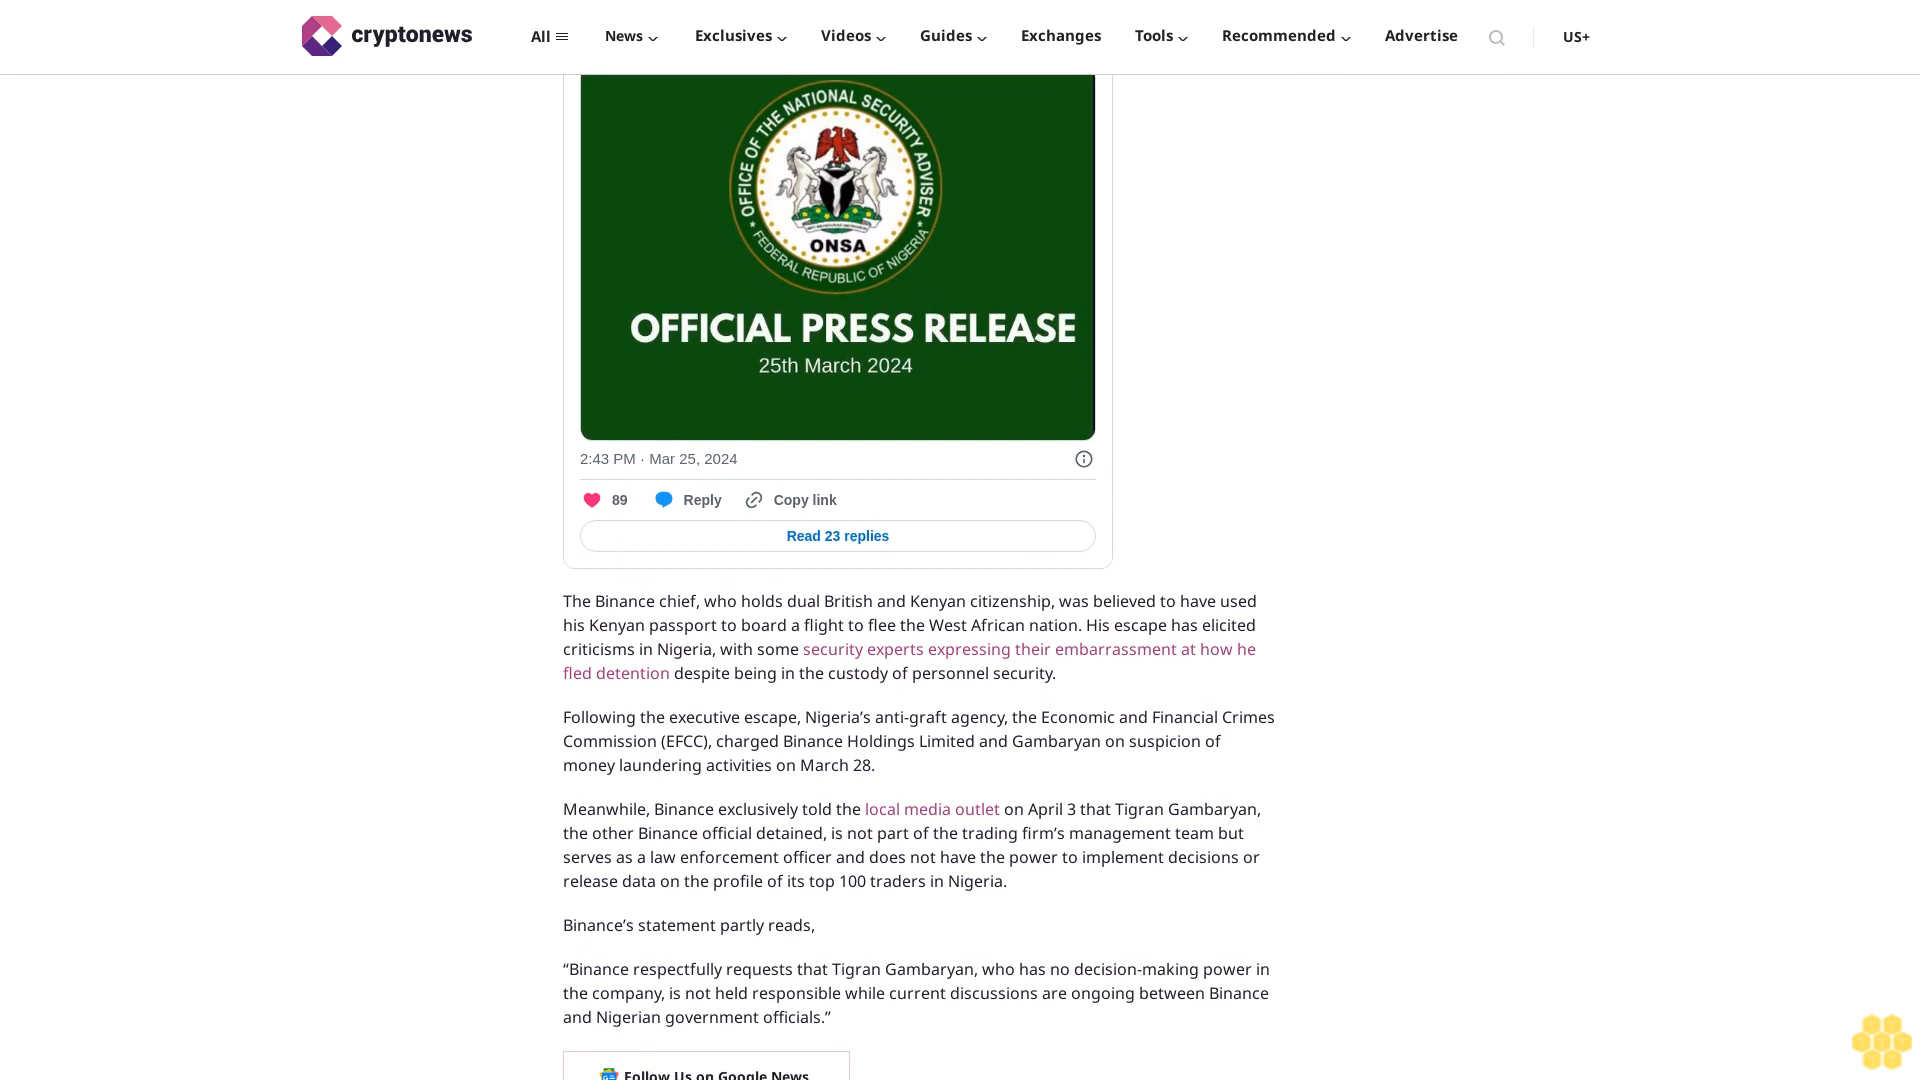 cryptonews
All
News
Exclusives
Videos
Guides
Exchanges
Tools
Recommended
Advertise
US+
OFFICE OF THE NATIONAL SECURITY ADVISER
ONSA
* FEDERAL REPUBLIC OF NIGERIA *
OFFICIAL PRESS RELEASE
25th March 2024
2:43 PM · Mar 25, 2024
89
Reply
Copy link
Read 23 replies
The Binance chief, who holds dual British and Kenyan citizenship, was believed to have used
his Kenyan passport to board a flight to flee the West African nation. His escape has elicited
criticisms in Nigeria, with some security experts expressing their embarrassment at how he
fled detention despite being in the custody of personnel security.
Following the executive escape, Nigeria’s anti-graft agency, the Economic and Financial Crimes
Commission (EFCC), charged Binance Holdings Limited and Gambaryan on suspicion of
money laundering activities on March 28.
Meanwhile, Binance exclusively told the local media outlet on April 3 that Tigran Gambaryan,
the other Binance official detained, is not part of the trading firm’s management team but
serves as a law enforcement officer and does not have the power to implement decisions or
release data on the profile of its top 100 traders in Nigeria.
Binance’s statement partly reads,
“Binance respectfully requests that Tigran Gambaryan, who has no decision-making power in
the company, is not held responsible while current discussions are ongoing between Binance
and Nigerian government officials.”
Follow Us on Google News